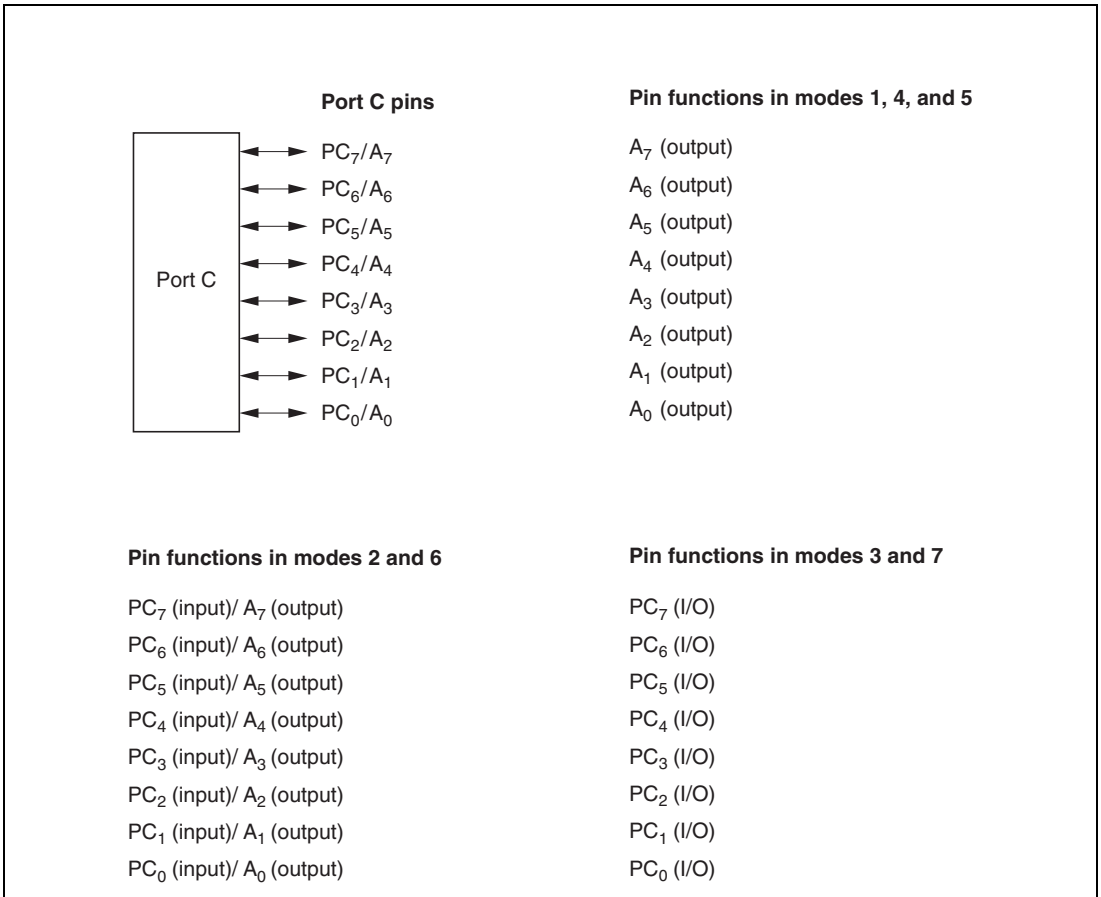 Port C pins
Port C
PC₇/A₇
PC₆/A₆
PC₅/A₅
PC₄/A₄
PC₃/A₃
PC₂/A₂
PC₁/A₁
PC₀/A₀
Pin functions in modes 1, 4, and 5
A₇ (output)
A₆ (output)
A₅ (output)
A₄ (output)
A₃ (output)
A₂ (output)
A₁ (output)
A₀ (output)
Pin functions in modes 2 and 6
PC₇ (input)/ A₇ (output)
PC₆ (input)/ A₆ (output)
PC₅ (input)/ A₅ (output)
PC₄ (input)/ A₄ (output)
PC₃ (input)/ A₃ (output)
PC₂ (input)/ A₂ (output)
PC₁ (input)/ A₁ (output)
PC₀ (input)/ A₀ (output)
Pin functions in modes 3 and 7
PC₇ (I/O)
PC₆ (I/O)
PC₅ (I/O)
PC₄ (I/O)
PC₃ (I/O)
PC₂ (I/O)
PC₁ (I/O)
PC₀ (I/O)